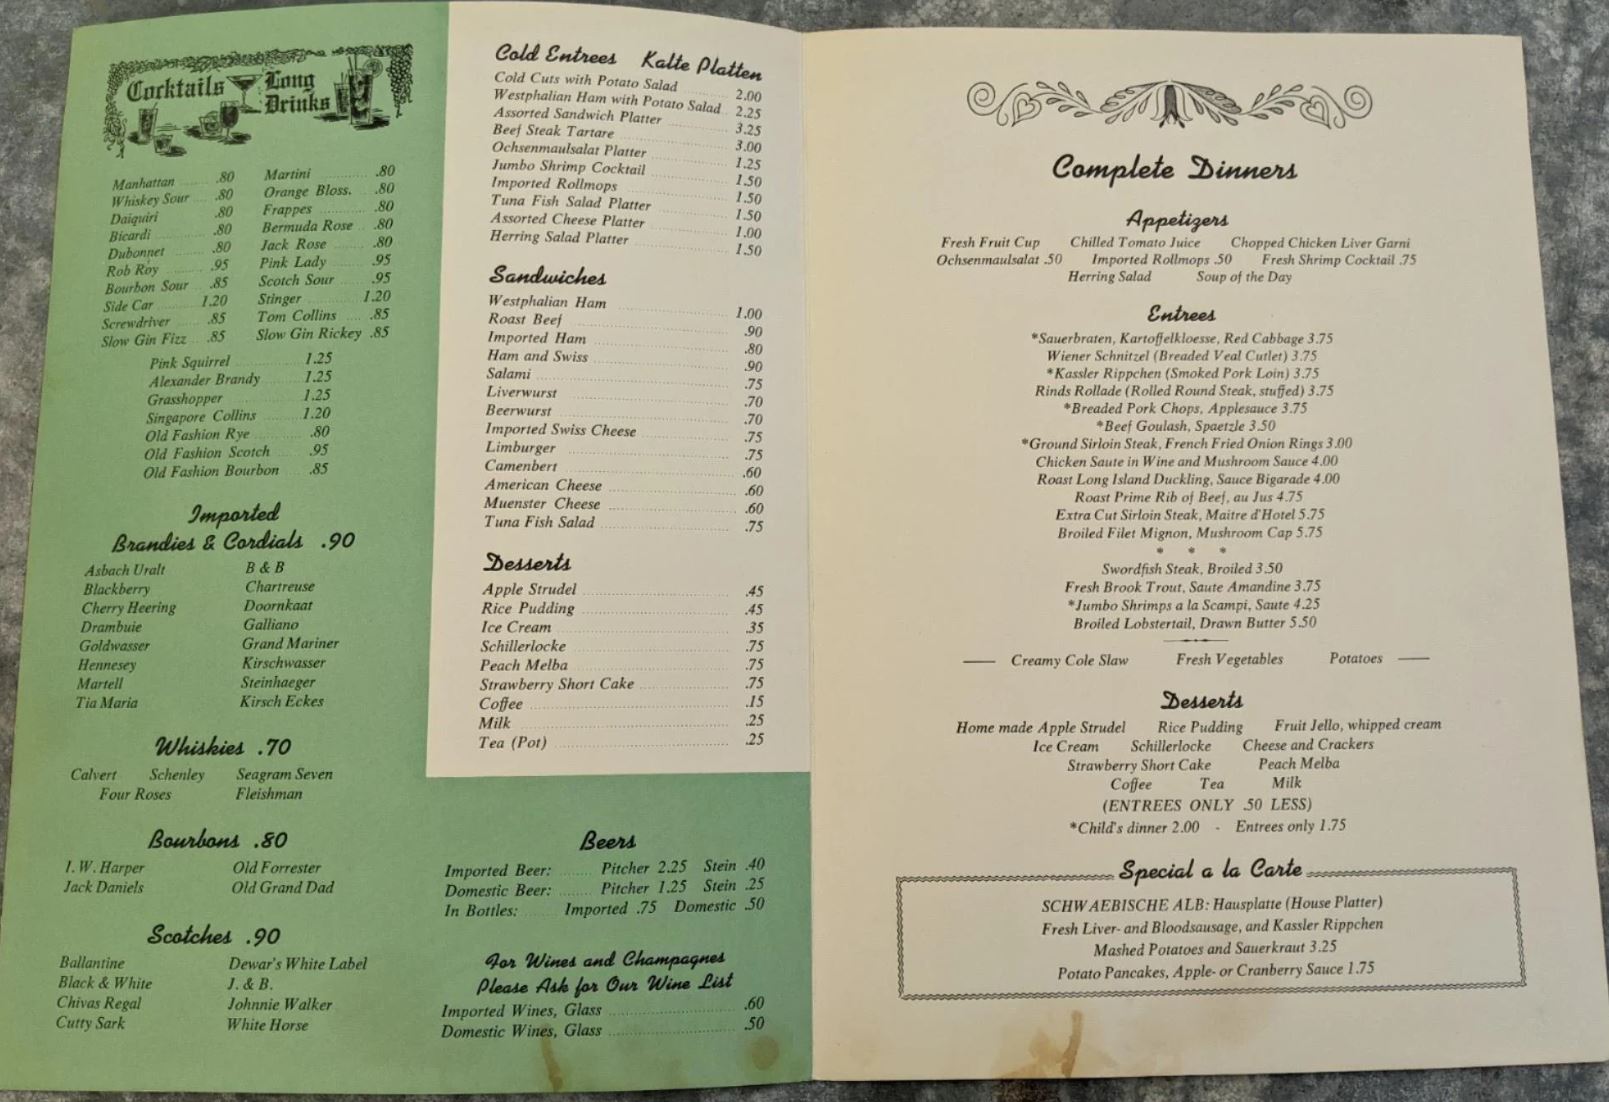 Cocktails Long
Drinks
Manhattan .80
Whiskey Sour .80
Daiquiri .80
Bicardi .80
Dubonnet .80
Rob Roy .95
Bourbon Sour .85
Side Car 1.20
Screwdriver .85
Slow Gin Fizz .85
Martini .80
Orange Bloss. .80
Frappes .80
Bermuda Rose .80
Jack Rose .80
Pink Lady .95
Scotch Sour .95
Stinger 1.20
Tom Collins .85
Slow Gin Rickey .85
Pink Squirrel 1.25
Alexander Brandy 1.25
Grasshopper 1.25
Singapore Collins 1.20
Old Fashion Rye .80
Old Fashion Scotch .95
Old Fashion Bourbon .85
Imported
Brandies & Cordials .90
Asbach Uralt B & B
Blackberry Chartreuse
Cherry Heering Doornkaat
Drambuie Galliano
Goldwasser Grand Mariner
Hennesey Kirschwasser
Martell Steinhaeger
Tia Maria Kirsch Eckes
Whiskies .70
Calvert Schenley Seagram Seven
Four Roses Fleishman
Bourbons .80
I. W. Harper Old Forrester
Jack Daniels Old Grand Dad
Scotches .90
Ballantine Dewar's White Label
Black & White J. & B.
Chivas Regal Johnnie Walker
Cutty Sark White Horse
Cold Entrees Kalte Platten
Cold Cuts with Potato Salad 2.00
Westphalian Ham with Potato Salad 2.25
Assorted Sandwich Platter 3.25
Beef Steak Tartare 3.00
Ochsenmaulsalat Platter 1.25
Jumbo Shrimp Cocktail 1.50
Imported Rollmops 1.50
Tuna Fish Salad Platter 1.50
Assorted Cheese Platter 1.00
Herring Salad Platter 1.50
Sandwiches
Westphalian Ham 1.00
Roast Beef .90
Imported Ham .80
Ham and Swiss .90
Salami .75
Liverwurst .70
Beerwurst .70
Imported Swiss Cheese .75
Limburger .75
Camenbert .60
American Cheese .60
Muenster Cheese .60
Tuna Fish Salad .75
Desserts
Apple Strudel .45
Rice Pudding .45
Ice Cream .35
Schillerlocke .75
Peach Melba .75
Strawberry Short Cake .75
Coffee .15
Milk .25
Tea (Pot) .25
Beers
Imported Beer: Pitcher 2.25 Stein .40
Domestic Beer: Pitcher 1.25 Stein .25
In Bottles: Imported .75 Domestic .50
For Wines and Champagnes
Please Ask for Our Wine List
Imported Wines, Glass .60
Domestic Wines, Glass .50
Complete Dinners
Appetizers
Fresh Fruit Cup Chilled Tomato Juice Chopped Chicken Liver Garni
Ochsenmaulsalat .50 Imported Rollmops .50 Fresh Shrimp Cocktail .75
Herring Salad Soup of the Day
Entrees
*Sauerbraten, Kartoffelkloesse, Red Cabbage 3.75
Wiener Schnitzel (Breaded Veal Cutlet) 3.75
*Kassler Rippchen (Smoked Pork Loin) 3.75
Rinds Rollade (Rolled Round Steak, stuffed) 3.75
*Breaded Pork Chops, Applesauce 3.75
*Beef Goulash, Spaetzle 3.50
*Ground Sirloin Steak, French Fried Onion Rings 3.00
Chicken Saute in Wine and Mushroom Sauce 4.00
Roast Long Island Duckling, Sauce Bigarade 4.00
Roast Prime Rib of Beef, au Jus 4.75
Extra Cut Sirloin Steak, Maitre d'Hotel 5.75
Broiled Filet Mignon, Mushroom Cap 5.75
* * *
Swordfish Steak, Broiled 3.50
Fresh Brook Trout, Saute Amandine 3.75
*Jumbo Shrimps a la Scampi, Saute 4.25
Broiled Lobstertail, Drawn Butter 5.50
Creamy Cole Slaw Fresh Vegetables Potatoes
Desserts
Home made Apple Strudel Rice Pudding Fruit Jello, whipped cream
Ice Cream Schillerlocke Cheese and Crackers
Strawberry Short Cake Peach Melba
Coffee Tea Milk
(ENTREES ONLY .50 LESS)
*Child's dinner 2.00 - Entrees only 1.75
Special a la Carte
SCHWAEBISCHE ALB: Hausplatte (House Platter)
Fresh Liver- and Bloodsausage, and Kassler Rippchen
Mashed Potatoes and Sauerkraut 3.25
Potato Pancakes, Apple- or Cranberry Sauce 1.75